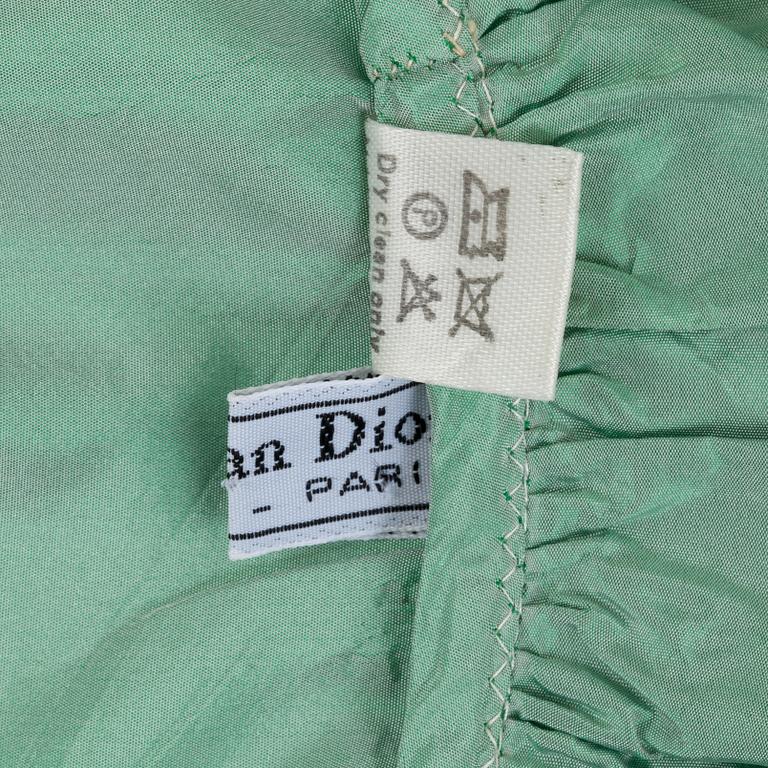 Dry clean only
P
an Dio
- PARI